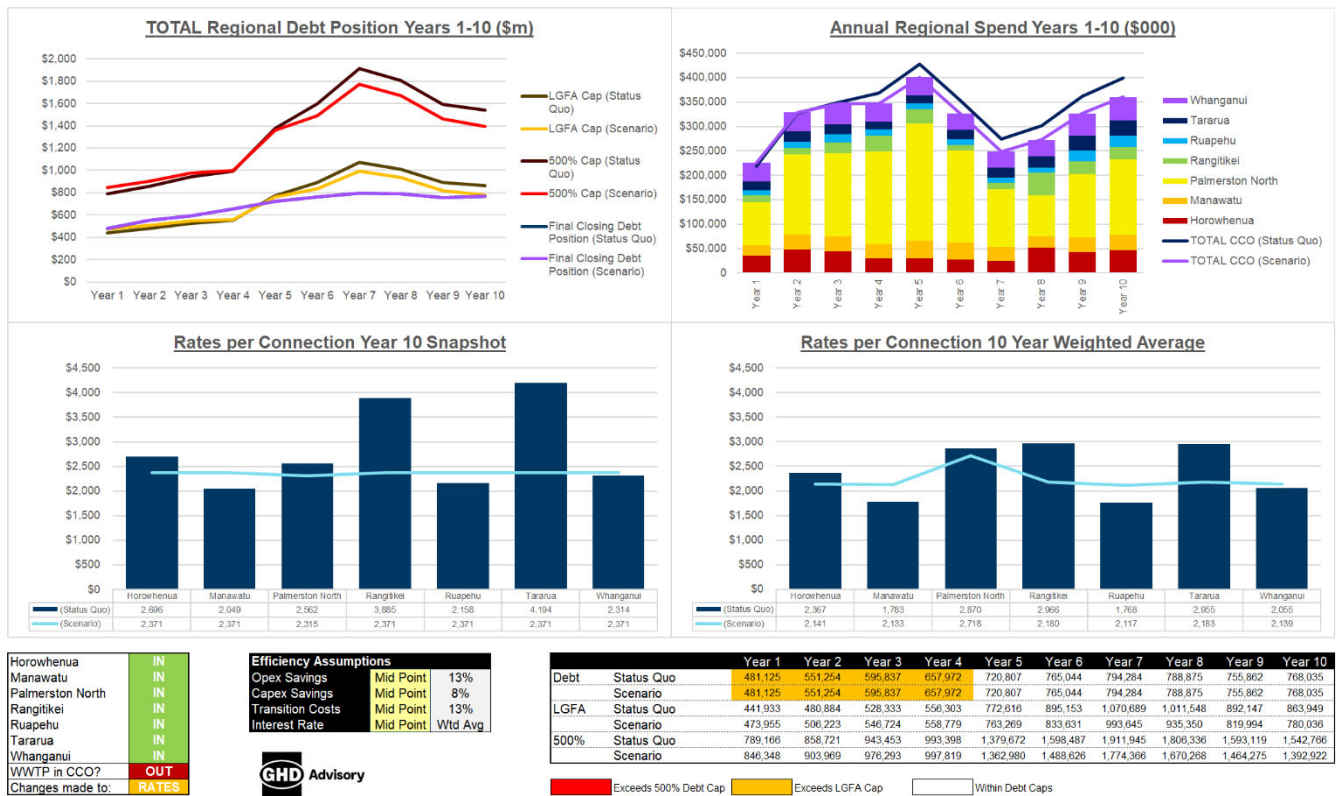 TOTAL Regional Debt Position Years 1-10 ($m)
$2,000
$1,800
$1,600
$1,400
$1,200
$1,000
$800
$600
$400
$200
$0
Year 1 Year 2 Year 3 Year 4 Year 5 Year 6 Year 7 Year 8 Year 9 Year 10
LGFA Cap (Status
Quo)
LGFA Cap (Scenario)
500% Cap (Status
Quo)
500% Cap (Scenario)
Final Closing Debt
Position (Status Quo)
Final Closing Debt
Position (Scenario)
Annual Regional Spend Years 1-10 ($000)
$450,000
$400,000
$350,000
$300,000
$250,000
$200,000
$150,000
$100,000
$50,000
0
Year 1
Year 2
Year 3
Year 4
Year 5
Year 6
Year 7
Year 8
Year 9
Year 10
Whanganui
Tararua
Ruapehu
Rangitikei
Palmerston North
Manawatu
Horowhenua
TOTAL CCO (Status Quo)
TOTAL CCO (Scenario)
Rates per Connection Year 10 Snapshot
$4,500
$4,000
$3,500
$3,000
$2,500
$2,000
$1,500
$1,000
$500
$0
Horowhenua Manawatu Palmerston North Rangitikei Ruapehu Tararua Whanganui
(Status Quo) 2,696 2,049 2,562 3,885 2,158 4,194 2,314
(Scenario) 2,371 2,371 2,315 2,371 2,371 2,371 2,371
Rates per Connection 10 Year Weighted Average
$4,500
$4,000
$3,500
$3,000
$2,500
$2,000
$1,500
$1,000
$500
$0
Horowhenua Manawatu Palmerston North Rangitikei Ruapehu Tararua Whanganui
(Status Quo) 2,367 1,783 2,870 2,966 1,768 2,955 2,055
(Scenario) 2,141 2,133 2,718 2,180 2,117 2,183 2,139
Horowhenua IN
Manawatu IN
Palmerston North IN
Rangitikei IN
Ruapehu IN
Tararua IN
Whanganui IN
WWTP in CCO? OUT
Changes made to: RATES
Efficiency Assumptions
Opex Savings Mid Point 13%
Capex Savings Mid Point 8%
Transition Costs Mid Point 13%
Interest Rate Mid Point Wtd Avg
GHD Advisory
Year 1 Year 2 Year 3 Year 4 Year 5 Year 6 Year 7 Year 8 Year 9 Year 10
Debt Status Quo 481,125 551,254 595,837 657,972 720,807 765,044 794,284 788,875 755,862 768,035
Scenario 481,125 551,254 595,837 657,972 720,807 765,044 794,284 788,875 755,862 768,035
LGFA Status Quo 441,933 480,884 528,333 556,303 772,616 895,153 1,070,689 1,011,548 892,147 863,949
Scenario 473,955 506,223 546,724 558,779 763,269 833,631 993,645 935,350 819,994 780,036
500% Status Quo 789,166 858,721 943,453 993,398 1,379,672 1,598,487 1,911,945 1,806,336 1,593,119 1,542,766
Scenario 846,348 903,969 976,293 997,819 1,362,980 1,488,626 1,774,366 1,670,268 1,464,275 1,392,922
Exceeds 500% Debt Cap Exceeds LGFA Cap Within Debt Caps